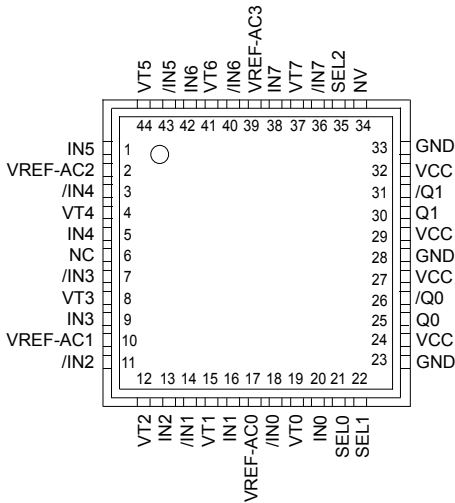 VREF-AC3
VT5 /IN5 IN6 VT6 /IN6 IN7 VT7 /IN7 SEL2 NV
44 43 42 41 40 39 38 37 36 35 34
IN5 1 33 GND
VREF-AC2 2 32 VCC
/IN4 3 31 /Q1
VT4 4 30 Q1
IN4 5 29 VCC
NC 6 28 GND
/IN3 7 27 VCC
VT3 8 26 /Q0
IN3 9 25 Q0
VREF-AC1 10 24 VCC
/IN2 11 23 GND
12 13 14 15 16 17 18 19 20 21 22
VT2 IN2 /IN1 VT1 IN1 VREF-AC0 /IN0 VT0 IN0 SEL0 SEL1